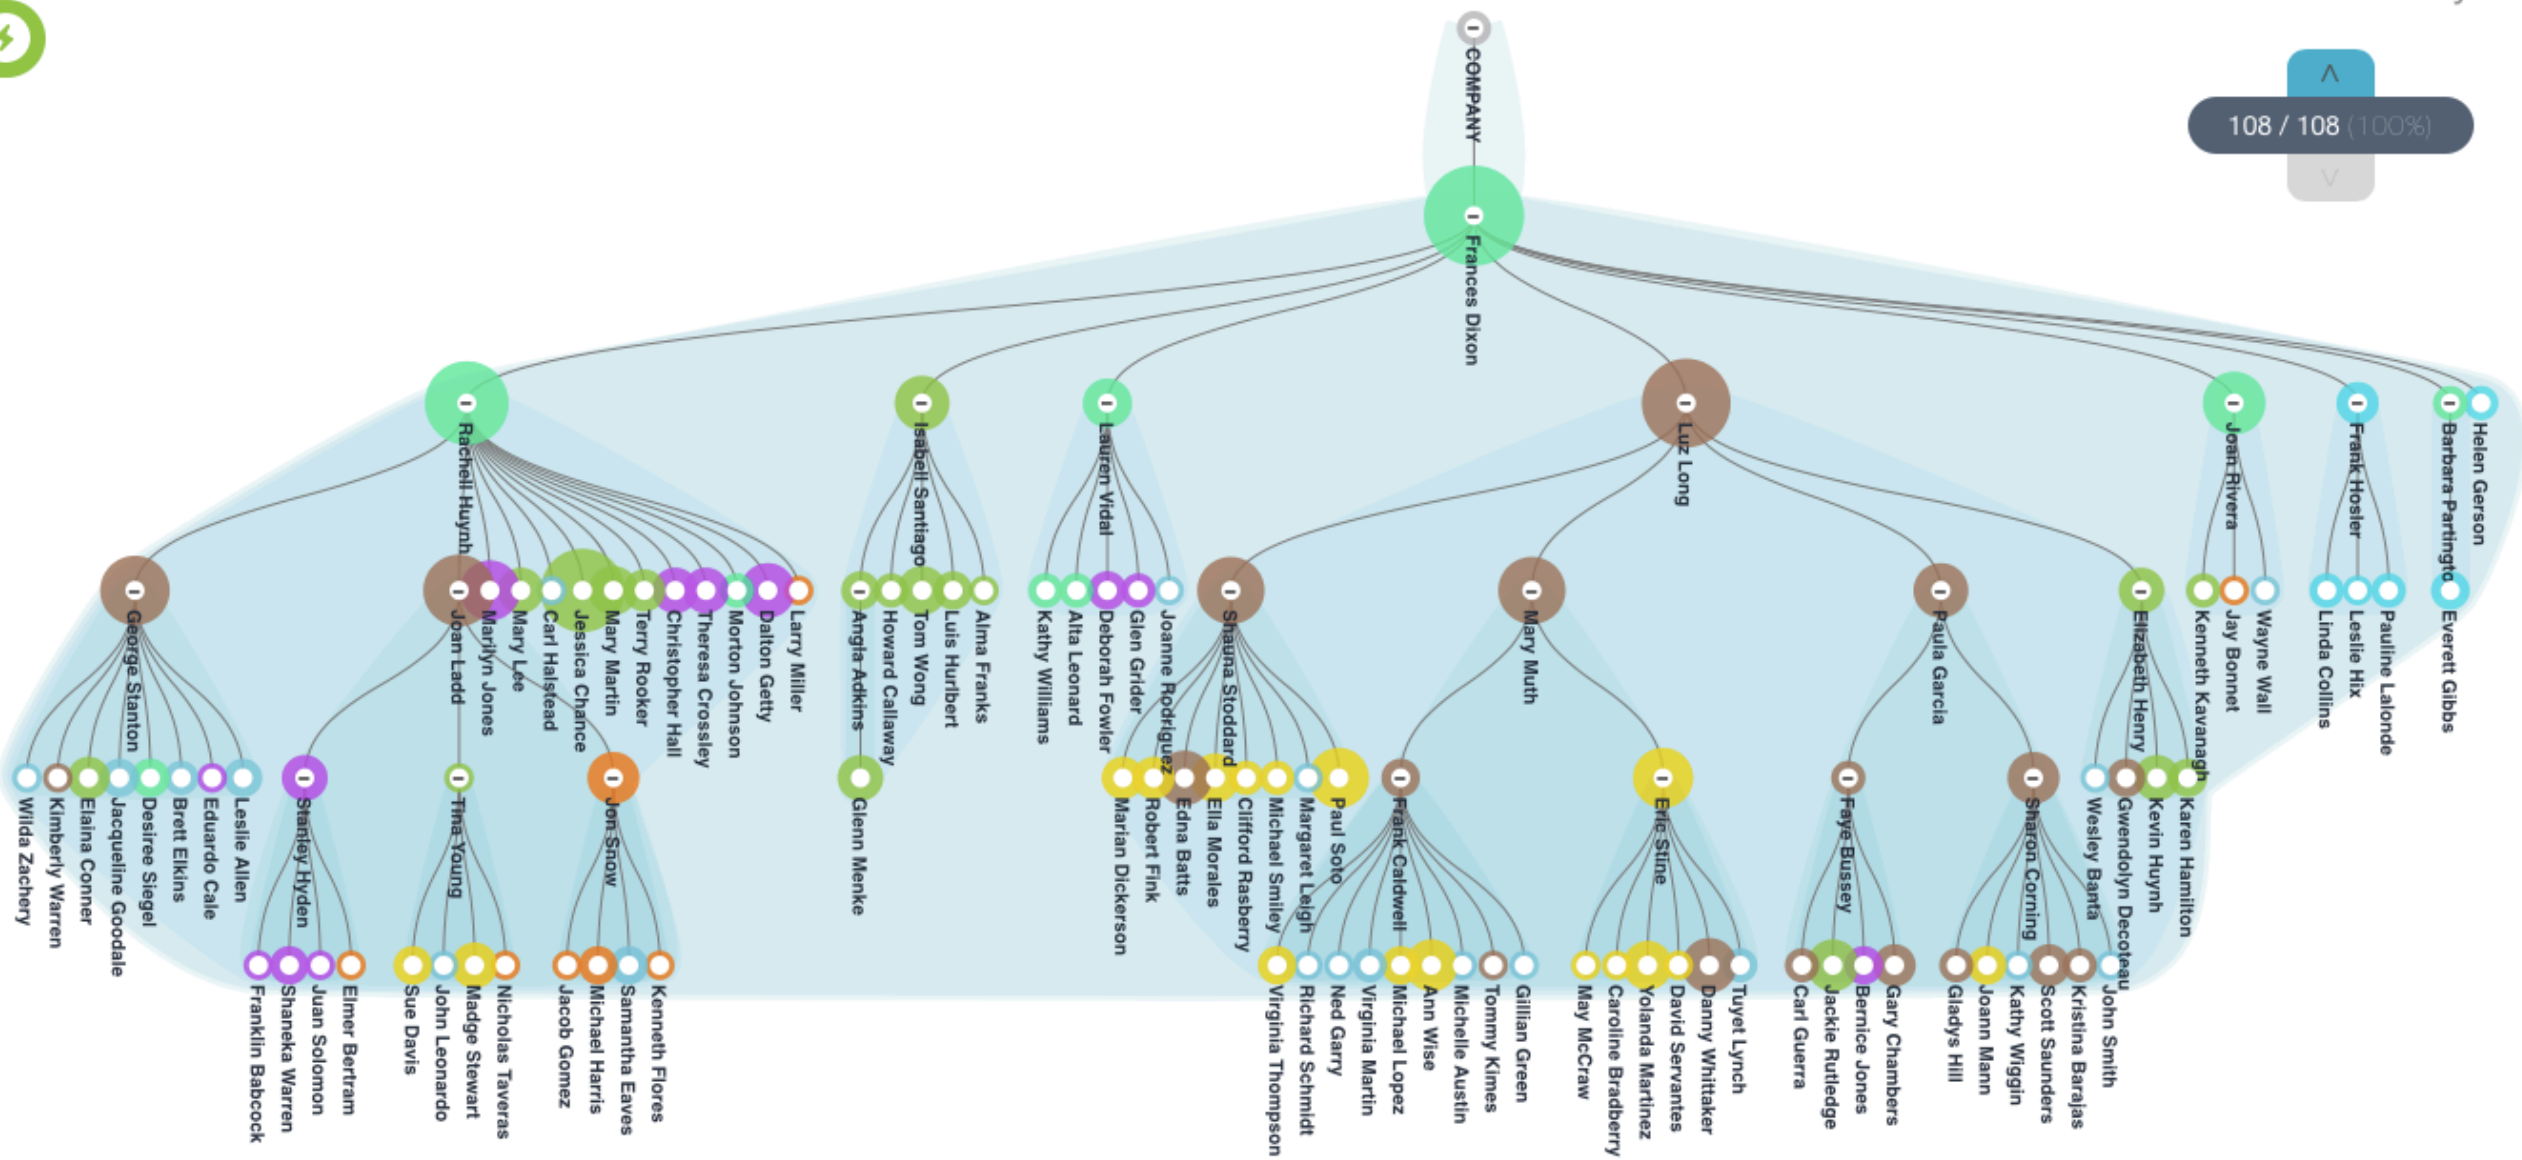 COMPANY
108 / 108 (100%)
Frances Dixon
Rachell Huynh
Isabell Santiago
Lauren Vidal
Luz Long
Joan Rivera
Frank Hosler
Barbara Partingto
Helen Gerson
George Stanton
Joan Ladd
Marilyn Jones
Mary Lee
Carl Halstead
Jessica Chance
Mary Martin
Terry Rooker
Christopher Hall
Theresa Crossley
Morton Johnson
Dalton Getty
Larry Miller
Angla Adkins
Howard Callaway
Tom Wong
Luis Hurlbert
Alma Franks
Kathy Williams
Alta Leonard
Deborah Fowler
Glen Grider
Joanne Rodriguez
Shauna Stoddard
Mary Muth
Paula Garcia
Elizabeth Henry
Kenneth Kavanagh
Jay Bonnet
Wayne Wall
Linda Collins
Leslie Hix
Pauline Lalonde
Everett Gibbs
Wilda Zachery
Kimberly Warren
Elaina Conner
Jacqueline Goodale
Desiree Siegel
Brett Elkins
Eduardo Cale
Leslie Allen
Stanley Hyden
Tina Young
Jon Snow
Glenn Menke
Marian Dickerson
Robert Fink
Edna Batts
Ella Morales
Clifford Rasberry
Michael Smiley
Margaret Leigh
Paul Soto
Frank Caldwell
Eric Stine
Faye Bussey
Sharon Corning
Wesley Banta
Gwendolyn Decoteau
Kevin Huynh
Karen Hamilton
Franklin Babcock
Shaneka Warren
Juan Solomon
Elmer Bertram
Sue Davis
John Leonardo
Madge Stewart
Nicholas Taveras
Jacob Gomez
Michael Harris
Samantha Eaves
Kenneth Flores
Virginia Thompson
Richard Schmidt
Ned Garry
Virginia Martin
Michael Lopez
Ann Wise
Michelle Austin
Tommy Kimes
Gillian Green
May McCraw
Caroline Bradberry
Yolanda Martinez
David Servantes
Danny Whittaker
Tuyet Lynch
Carl Guerra
Jackie Rutledge
Bernice Jones
Gary Chambers
Gladys Hill
Joann Mann
Kathy Wiggin
Scott Saunders
Kristina Barajas
John Smith